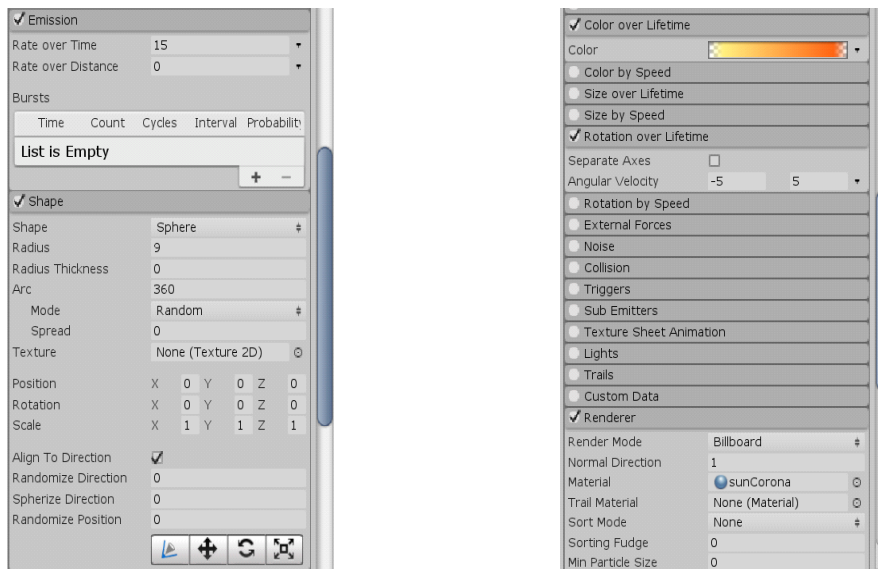 Emission
Rate over Time 15
Rate over Distance 0
Bursts
Time Count Cycles Interval Probability
List is Empty
+ −
Shape
Shape Sphere
Radius 9
Radius Thickness 0
Arc 360
Mode Random
Spread 0
Texture None (Texture 2D)
Position X 0 Y 0 Z 0
Rotation X 0 Y 0 Z 0
Scale X 1 Y 1 Z 1
Align To Direction
Randomize Direction 0
Spherize Direction 0
Randomize Position 0
Color over Lifetime
Color
Color by Speed
Size over Lifetime
Size by Speed
Rotation over Lifetime
Separate Axes
Angular Velocity -5 5
Rotation by Speed
External Forces
Noise
Collision
Triggers
Sub Emitters
Texture Sheet Animation
Lights
Trails
Custom Data
Renderer
Render Mode Billboard
Normal Direction 1
Material sunCorona
Trail Material None (Material)
Sort Mode None
Sorting Fudge 0
Min Particle Size 0